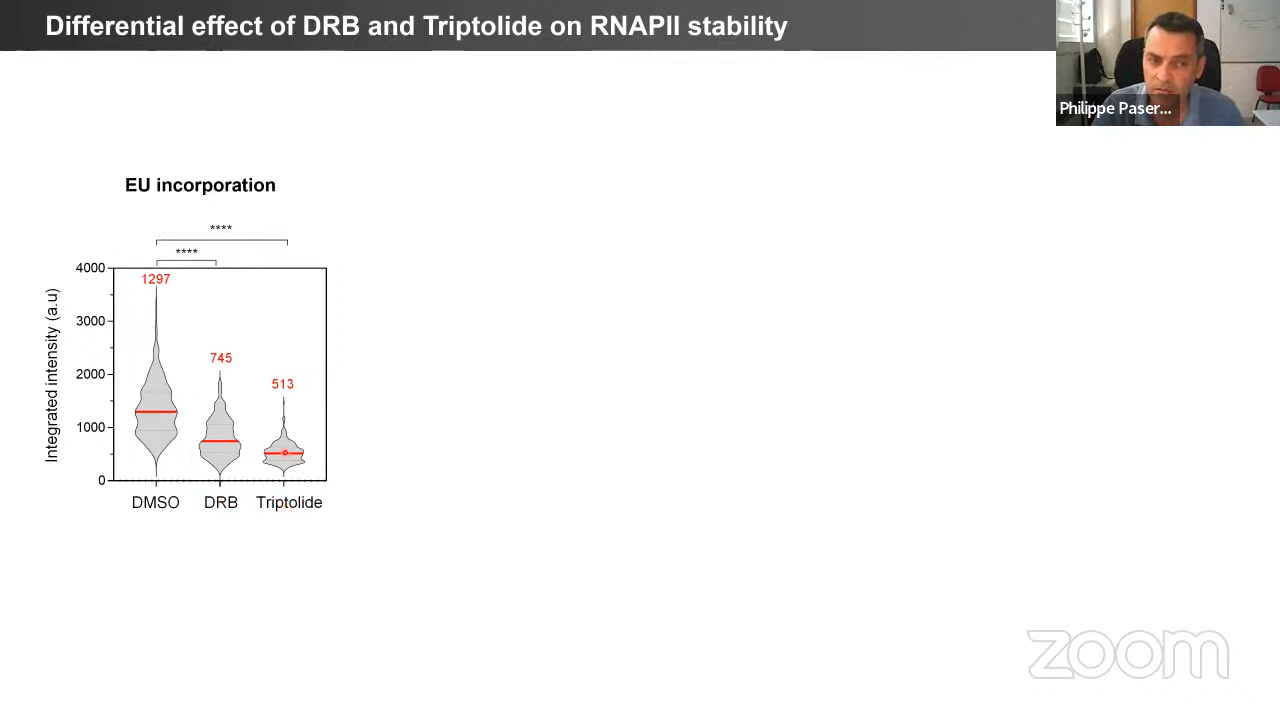 Differential effect of DRB and Triptolide on RNAPII stability
Philippe Paser...
EU incorporation
****
****
4000
3000
2000
1000
0
Integrated intensity (a.u)
1297
745
513
DMSO DRB Triptolide
zoom